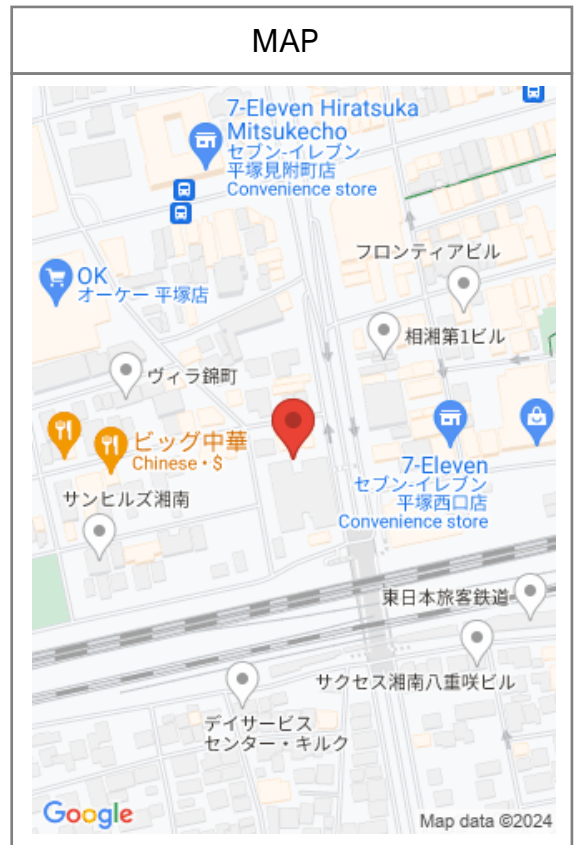 MAP
7-Eleven Hiratsuka
Mitsukecho
セブン-イレブン
平塚見附町店
Convenience store
フロンティアビル
OK
オーケー 平塚店
相湘第1ビル
ヴィラ錦町
ビッグ中華
Chinese・$
7-Eleven
セブン-イレブン
平塚西口店
Convenience store
サンヒルズ湘南
東日本旅客鉄道
サクセス湘南八重咲ビル
デイサービス
センター・キルク
Google
Map data ©2024